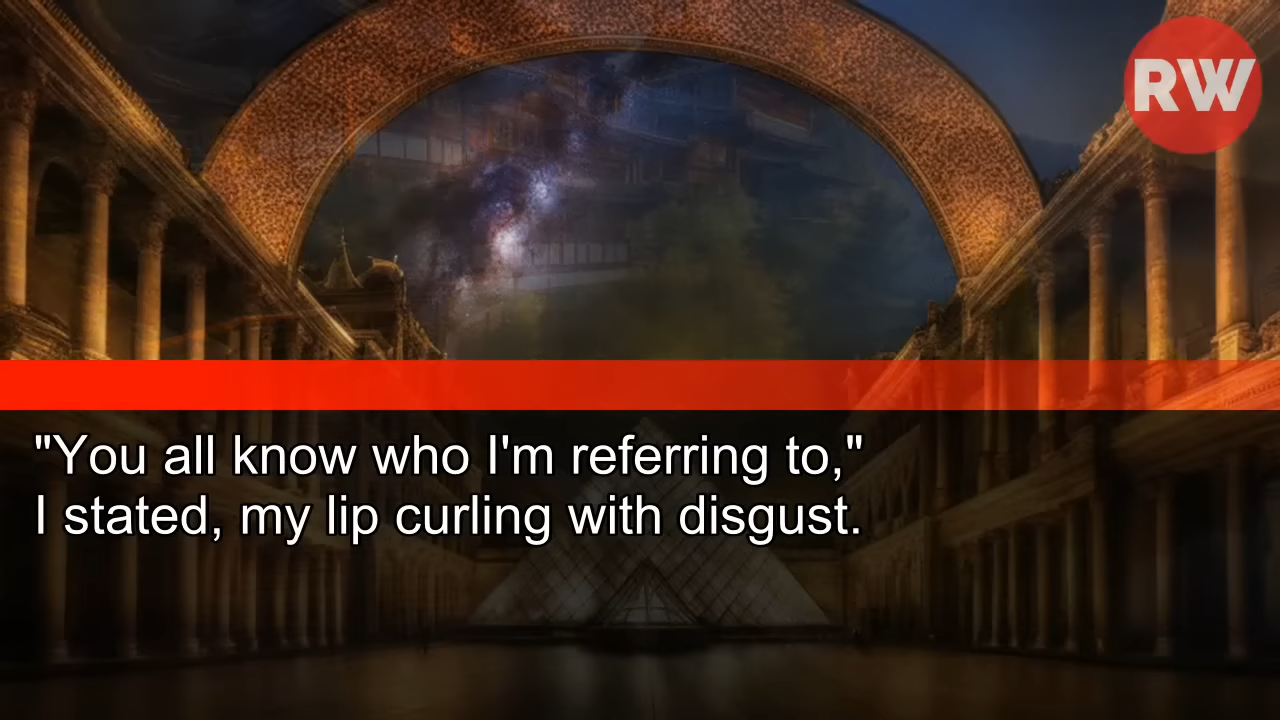 RW
"You all know who I'm referring to,"
I stated, my lip curling with disgust.